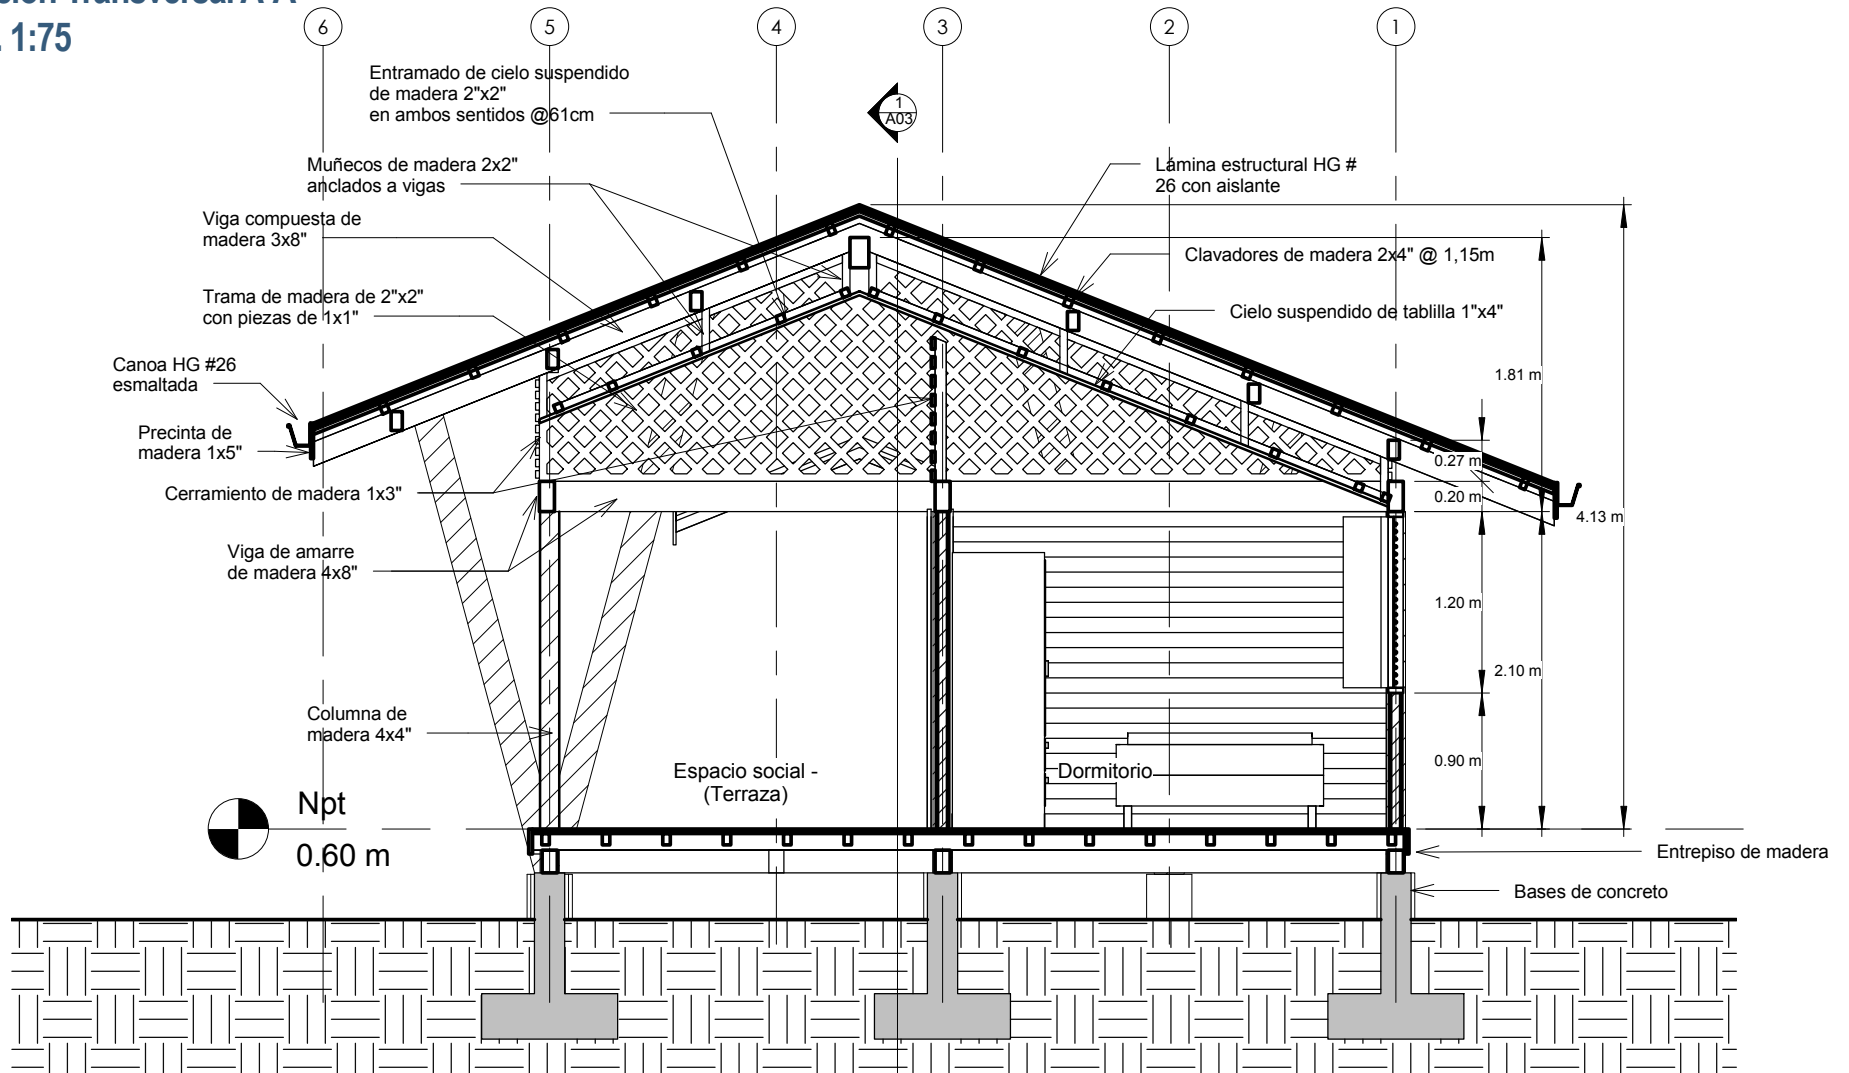 Transversal A-A
1:75
6
5
4
3
2
1
Entramado de cielo suspendido
de madera 2"x2"
en ambos sentidos @61cm
1
A03
Muñecos de madera 2x2"
anclados a vigas
Lámina estructural HG #
26 con aislante
Viga compuesta de
madera 3x8"
Clavadores de madera 2x4" @ 1,15m
Trama de madera de 2"x2"
con piezas de 1x1"
Cielo suspendido de tablilla 1"x4"
Canoa HG #26
esmaltada
1.81 m
Precinta de
madera 1x5"
0.27 m
Cerramiento de madera 1x3"
0.20 m
4.13 m
Viga de amarre
de madera 4x8"
1.20 m
2.10 m
Columna de
madera 4x4"
0.90 m
Espacio social -
(Terraza)
Dormitorio
Npt
0.60 m
Entrepiso de madera
Bases de concreto